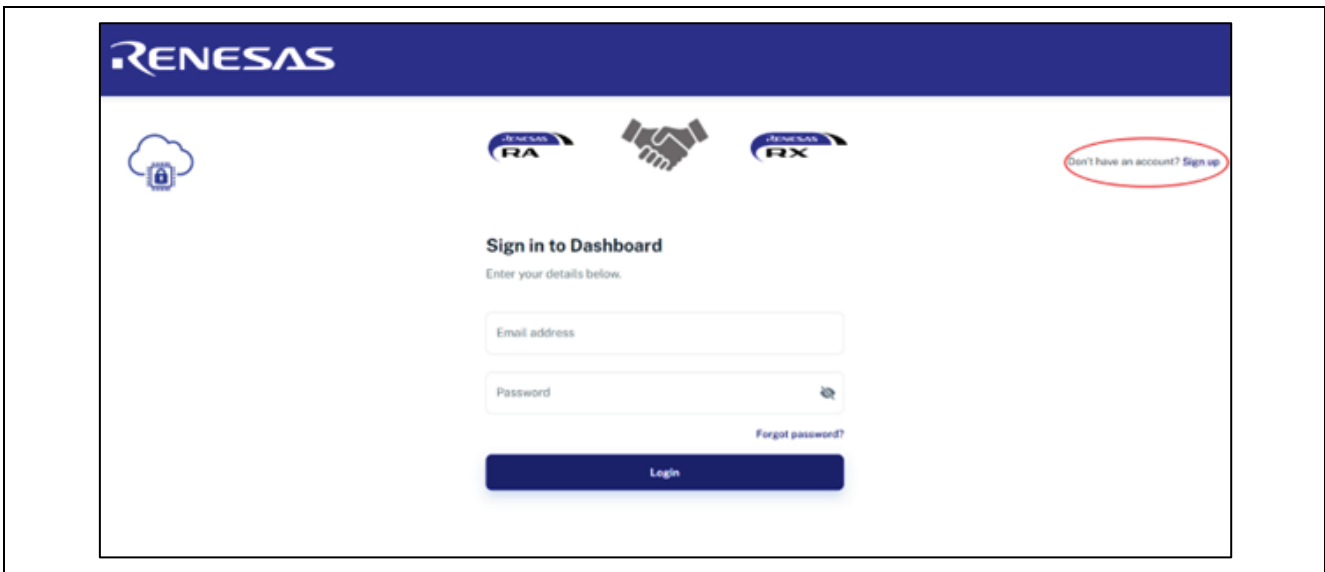 RENESAS
RENESAS
RA
RENESAS
RX
Don't have an account? Sign up
Sign in to Dashboard
Enter your details below.
Email address
Password
Forgot password?
Login